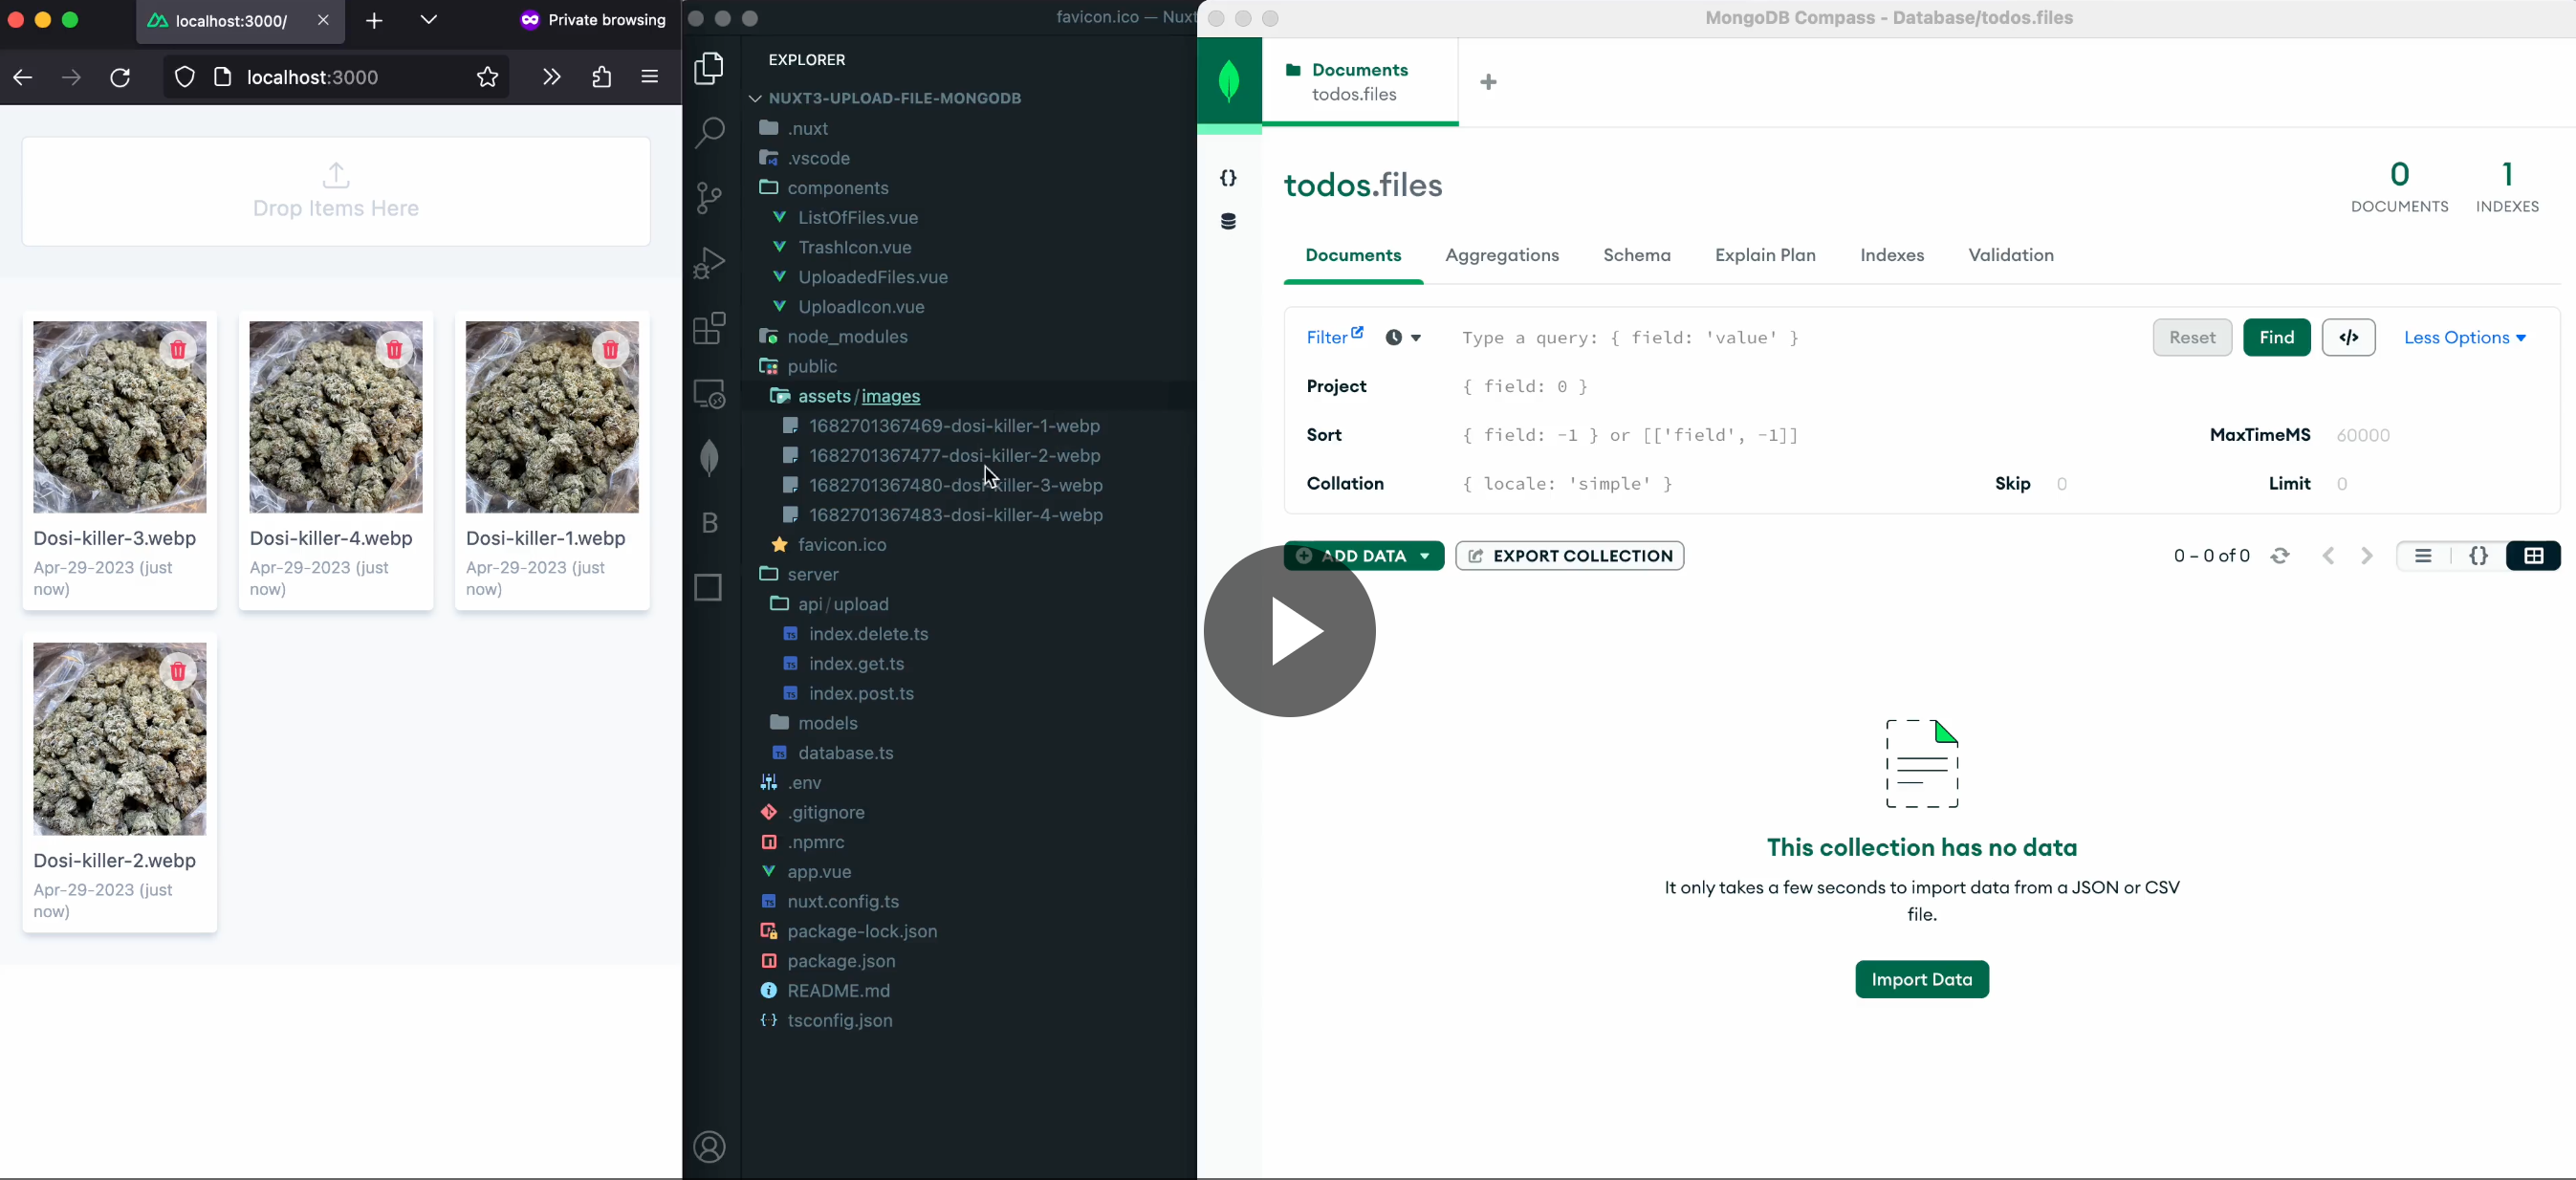 localhost:3000/
Private browsing
localhost:3000
Drop Items Here
Dosi-killer-3.webp
Apr-29-2023 (just
now)
Dosi-killer-4.webp
Apr-29-2023 (just
now)
Dosi-killer-1.webp
Apr-29-2023 (just
now)
Dosi-killer-2.webp
Apr-29-2023 (just
now)
favicon.ico — Nuxt
EXPLORER
NUXT3-UPLOAD-FILE-MONGODB
.nuxt
.vscode
components
ListOfFiles.vue
TrashIcon.vue
UploadedFiles.vue
UploadIcon.vue
node_modules
public
assets / images
1682701367469-dosi-killer-1-webp
1682701367477-dosi-killer-2-webp
1682701367480-dosi-killer-3-webp
1682701367483-dosi-killer-4-webp
favicon.ico
server
api / upload
TS index.delete.ts
TS index.get.ts
TS index.post.ts
models
TS database.ts
.env
.gitignore
.npmrc
app.vue
TS nuxt.config.ts
package-lock.json
package.json
README.md
{} tsconfig.json
B
MongoDB Compass - Database/todos.files
Documents
todos.files
{}
todos.files
0
DOCUMENTS
1
INDEXES
Documents Aggregations Schema Explain Plan Indexes Validation
Filter Type a query: { field: 'value' } Reset Find </> Less Options
Project { field: 0 }
Sort { field: -1 } or [['field', -1]] MaxTimeMS 60000
Collation { locale: 'simple' } Skip 0 Limit 0
ADD DATA EXPORT COLLECTION 0 – 0 of 0 {}
This collection has no data
It only takes a few seconds to import data from a JSON or CSV
file.
Import Data